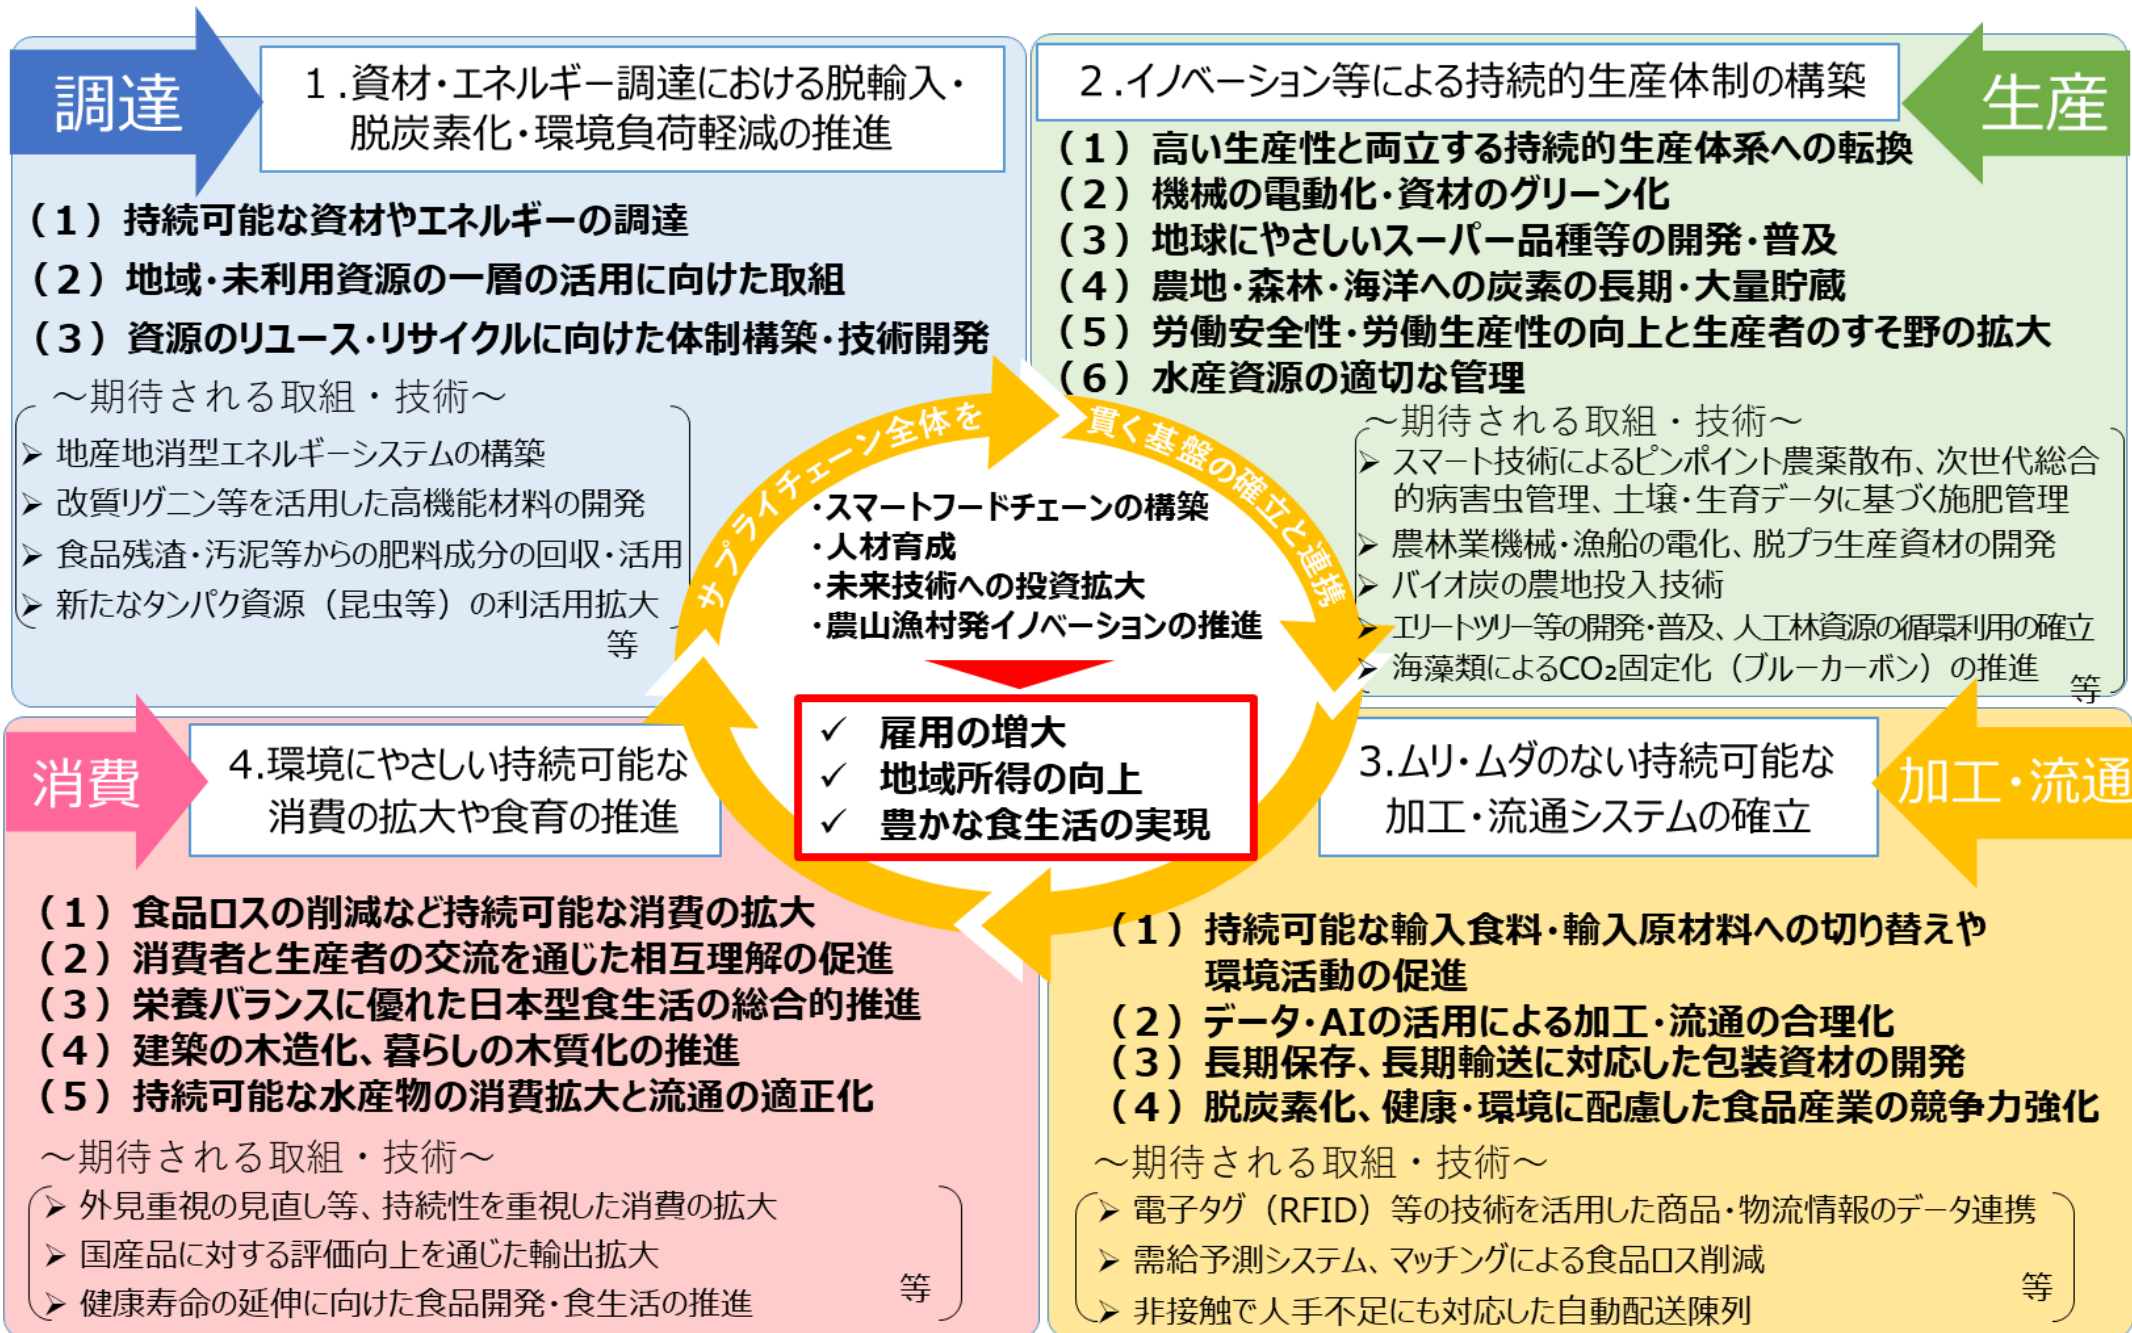 調達
1.資材・エネルギー調達における脱輸入・
脱炭素化・環境負荷軽減の推進
（1）持続可能な資材やエネルギーの調達
（2）地域・未利用資源の一層の活用に向けた取組
（3）資源のリユース・リサイクルに向けた体制構築・技術開発
～期待される取組・技術～
➢ 地産地消型エネルギーシステムの構築
➢ 改質リグニン等を活用した高機能材料の開発
➢ 食品残渣・汚泥等からの肥料成分の回収・活用
➢ 新たなタンパク資源（昆虫等）の利活用拡大
等
2.イノベーション等による持続的生産体制の構築
生産
（1）高い生産性と両立する持続的生産体系への転換
（2）機械の電動化・資材のグリーン化
（3）地球にやさしいスーパー品種等の開発・普及
（4）農地・森林・海洋への炭素の長期・大量貯蔵
（5）労働安全性・労働生産性の向上と生産者のすそ野の拡大
（6）水産資源の適切な管理
～期待される取組・技術～
➢ スマート技術によるピンポイント農薬散布、次世代総合
的病害虫管理、土壌・生育データに基づく施肥管理
➢ 農林業機械・漁船の電化、脱プラ生産資材の開発
➢ バイオ炭の農地投入技術
➢ エリートツリー等の開発・普及、人工林資源の循環利用の確立
➢ 海藻類によるCO₂固定化（ブルーカーボン）の推進
等
サプライチェーン全体を
貫く基盤の確立と連携
・スマートフードチェーンの構築
・人材育成
・未来技術への投資拡大
・農山漁村発イノベーションの推進
✓ 雇用の増大
✓ 地域所得の向上
✓ 豊かな食生活の実現
消費
4.環境にやさしい持続可能な
消費の拡大や食育の推進
（1）食品ロスの削減など持続可能な消費の拡大
（2）消費者と生産者の交流を通じた相互理解の促進
（3）栄養バランスに優れた日本型食生活の総合的推進
（4）建築の木造化、暮らしの木質化の推進
（5）持続可能な水産物の消費拡大と流通の適正化
～期待される取組・技術～
➢ 外見重視の見直し等、持続性を重視した消費の拡大
➢ 国産品に対する評価向上を通じた輸出拡大
➢ 健康寿命の延伸に向けた食品開発・食生活の推進
等
3.ムリ・ムダのない持続可能な
加工・流通システムの確立
加工・流通
（1）持続可能な輸入食料・輸入原材料への切り替えや
環境活動の促進
（2）データ・AIの活用による加工・流通の合理化
（3）長期保存、長期輸送に対応した包装資材の開発
（4）脱炭素化、健康・環境に配慮した食品産業の競争力強化
～期待される取組・技術～
➢ 電子タグ（RFID）等の技術を活用した商品・物流情報のデータ連携
➢ 需給予測システム、マッチングによる食品ロス削減
➢ 非接触で人手不足にも対応した自動配送陳列
等